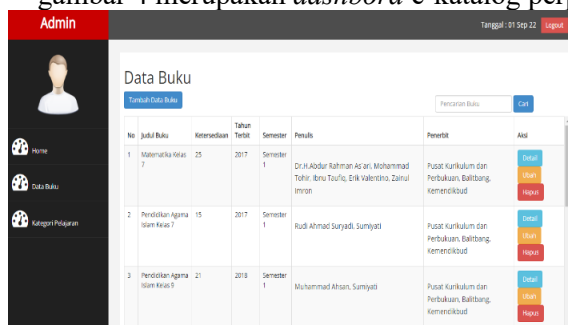 gambar 4 merupakan dashbord e-katalog per
Admin
Tanggal : 01 Sep 22 Logout
Data Buku
Tambah Data Buku
Pencarian Buku Cari
No Judul Buku Ketersediaan Tahun Terbit Semester Penulis Penerbit Aksi
1 Matematika Kelas 7 25 2017 Semester 1 Dr.H.Abdur Rahman As'ari, Mohammad Tohir, Ibnu Taufiq, Erik Valentino, Zainul Imron Pusat Kurikulum dan Perbukuan, Balitbang, Kemendikbud Detail Ubah Hapus
2 Pendidikan Agama Islam Kelas 7 15 2017 Semester 1 Rudi Ahmad Suryadi, Sumiyati Pusat Kurikulum dan Perbukuan, Balitbang, Kemendikbud Detail Ubah Hapus
3 Pendidikan Agama Islam Kelas 9 21 2018 Semester 1 Muhammad Ahsan, Sumiyati Pusat Kurikulum dan Perbukuan, Balitbang, Kemendikbud Detail Ubah Hapus
Home
Data Buku
Kategori Pelajaran